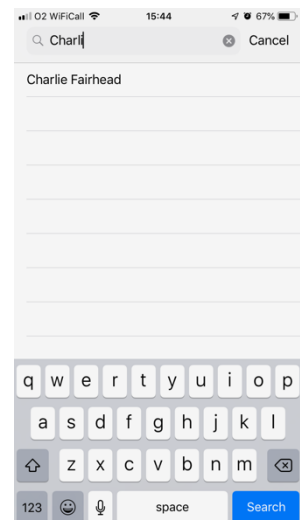 O2 WiFiCall 15:44 67%
Charli Cancel
Charlie Fairhead
q w e r t y u i o p
a s d f g h j k l
z x c v b n m
123 space Search